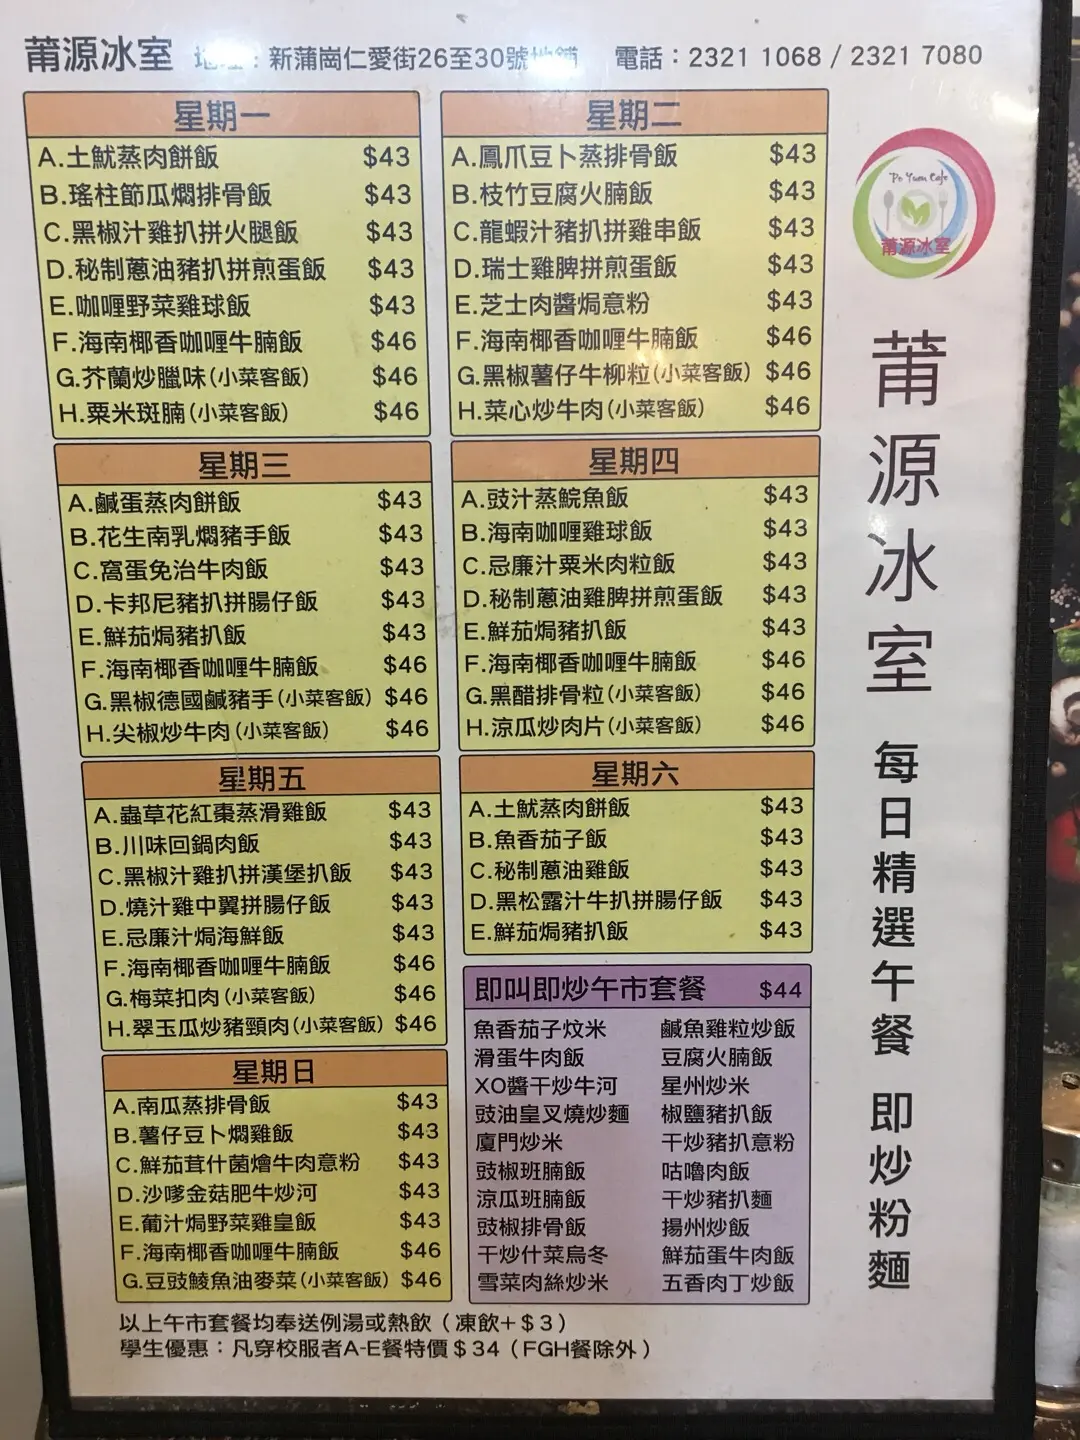 莆源冰室 地址：新蒲崗仁愛街26至30號地舖 電話：2321 1068 / 2321 7080
星期一
A.土魷蒸肉餅飯 $43
B.瑤柱節瓜燜排骨飯 $43
C.黑椒汁雞扒拼火腿飯 $43
D.秘制蔥油豬扒拼煎蛋飯 $43
E.咖喱野菜雞球飯 $43
F.海南椰香咖喱牛腩飯 $46
G.芥蘭炒臘味(小菜客飯) $46
H.粟米斑腩(小菜客飯) $46
星期二
A.鳳爪豆卜蒸排骨飯 $43
B.枝竹豆腐火腩飯 $43
C.龍蝦汁豬扒拼雞串飯 $43
D.瑞士雞脾拼煎蛋飯 $43
E.芝士肉醬焗意粉 $43
F.海南椰香咖喱牛腩飯 $46
G.黑椒薯仔牛柳粒(小菜客飯) $46
H.菜心炒牛肉(小菜客飯) $46
星期三
A.鹹蛋蒸肉餅飯 $43
B.花生南乳燜豬手飯 $43
C.窩蛋免治牛肉飯 $43
D.卡邦尼豬扒拼腸仔飯 $43
E.鮮茄焗豬扒飯 $43
F.海南椰香咖喱牛腩飯 $46
G.黑椒德國鹹豬手(小菜客飯) $46
H.尖椒炒牛肉(小菜客飯) $46
星期四
A.豉汁蒸鯇魚飯 $43
B.海南咖喱雞球飯 $43
C.忌廉汁粟米肉粒飯 $43
D.秘制蔥油雞脾拼煎蛋飯 $43
E.鮮茄焗豬扒飯 $43
F.海南椰香咖喱牛腩飯 $46
G.黑醋排骨粒(小菜客飯) $46
H.涼瓜炒肉片(小菜客飯) $46
星期五
A.蟲草花紅棗蒸滑雞飯 $43
B.川味回鍋肉飯 $43
C.黑椒汁雞扒拼漢堡扒飯 $43
D.燒汁雞中翼拼腸仔飯 $43
E.忌廉汁焗海鮮飯 $43
F.海南椰香咖喱牛腩飯 $46
G.梅菜扣肉(小菜客飯) $46
H.翠玉瓜炒豬頸肉(小菜客飯) $46
星期六
A.土魷蒸肉餅飯 $43
B.魚香茄子飯 $43
C.秘制蔥油雞飯 $43
D.黑松露汁牛扒拼腸仔飯 $43
E.鮮茄焗豬扒飯 $43
星期日
A.南瓜蒸排骨飯 $43
B.薯仔豆卜燜雞飯 $43
C.鮮茄茸什菌燴牛肉意粉 $43
D.沙嗲金菇肥牛炒河 $43
E.葡汁焗野菜雞皇飯 $43
F.海南椰香咖喱牛腩飯 $46
G.豆豉鯪魚油麥菜(小菜客飯) $46
即叫即炒午市套餐 $44
魚香茄子炆米 鹹魚雞粒炒飯
滑蛋牛肉飯 豆腐火腩飯
XO醬干炒牛河 星州炒米
豉油皇叉燒炒麵 椒鹽豬扒飯
廈門炒米 干炒豬扒意粉
豉椒班腩飯 咕嚕肉飯
涼瓜班腩飯 干炒豬扒麵
豉椒排骨飯 揚州炒飯
干炒什菜烏冬 鮮茄蛋牛肉飯
雪菜肉絲炒米 五香肉丁炒飯
以上午市套餐均奉送例湯或熱飲（凍飲+＄3）
學生優惠：凡穿校服者A-E餐特價＄34（FGH餐除外）
Po Yuen Cafe
莆源冰室
莆源冰室 每日精選午餐 即炒粉麵